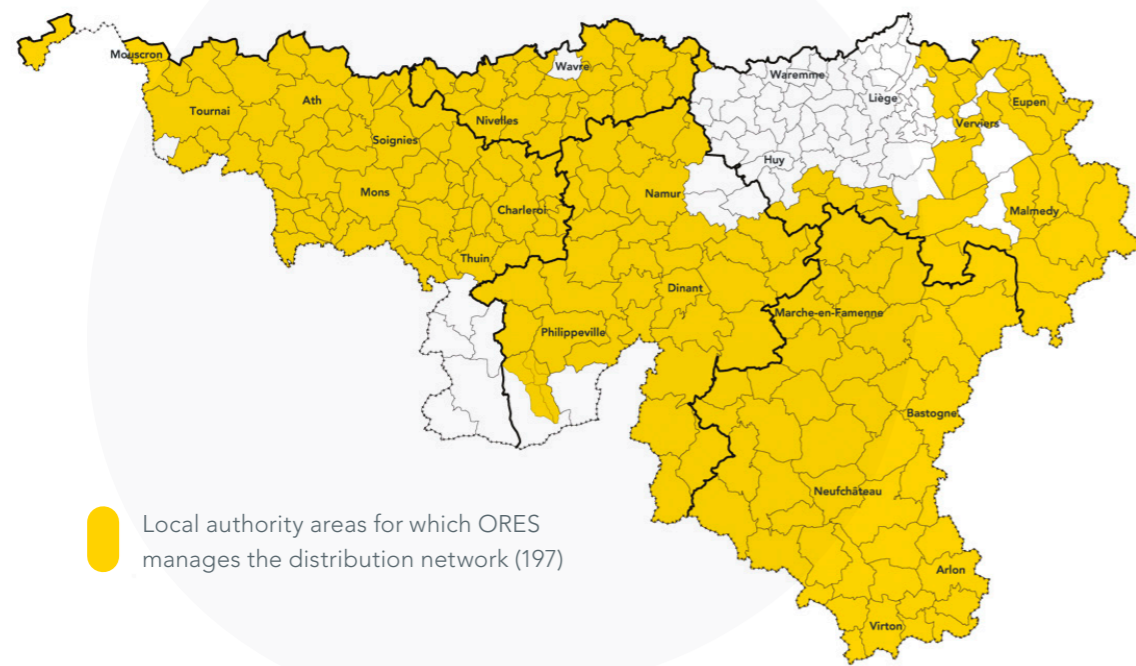 Mouscron
Wavre
Waremme
Tournai
Ath
Liège
Eupen
Nivelles
Verviers
Soignies
Huy
Mons
Namur
Charleroi
Malmedy
Thuin
Dinant
Marche-en-Famenne
Philippeville
Bastogne
Neufchâteau
Local authority areas for which ORES
manages the distribution network (197)
Arlon
Virton